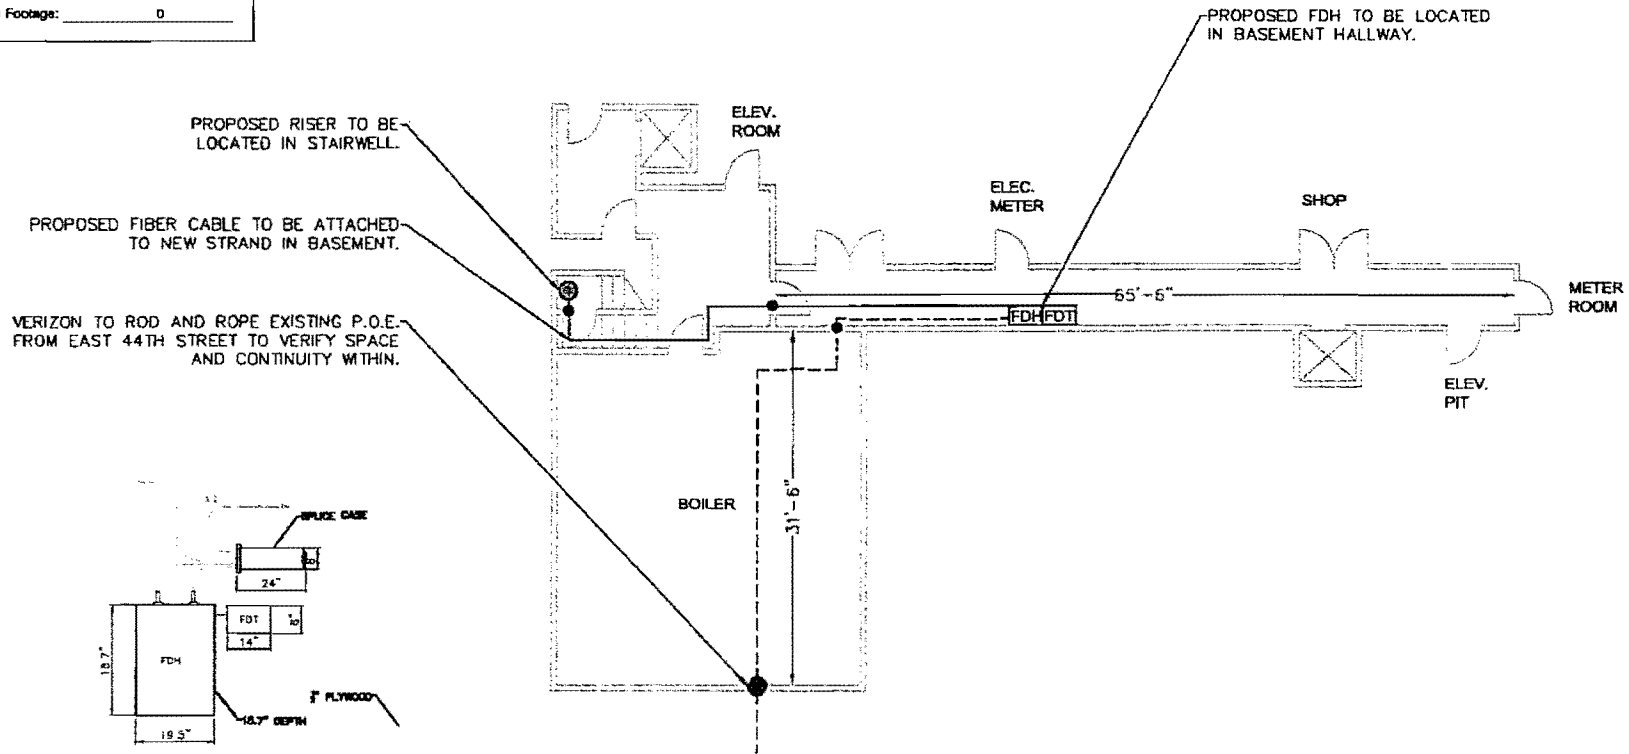 Footage: 0
PROPOSED FDH TO BE LOCATED
IN BASEMENT HALLWAY.
PROPOSED RISER TO BE
LOCATED IN STAIRWELL.
ELEV.
ROOM
ELEC.
METER
SHOP
PROPOSED FIBER CABLE TO BE ATTACHED
TO NEW STRAND IN BASEMENT.
METER
ROOM
65'-6"
FDH FDT
VERIZON TO ROD AND ROPE EXISTING P.O.E.
FROM EAST 44TH STREET TO VERIFY SPACE
AND CONTINUITY WITHIN.
ELEV.
PIT
BOILER
31'-6"
SPLICE CASE
24"
FDT
14"
FDH
18.7"
PLYWOOD
19.5"